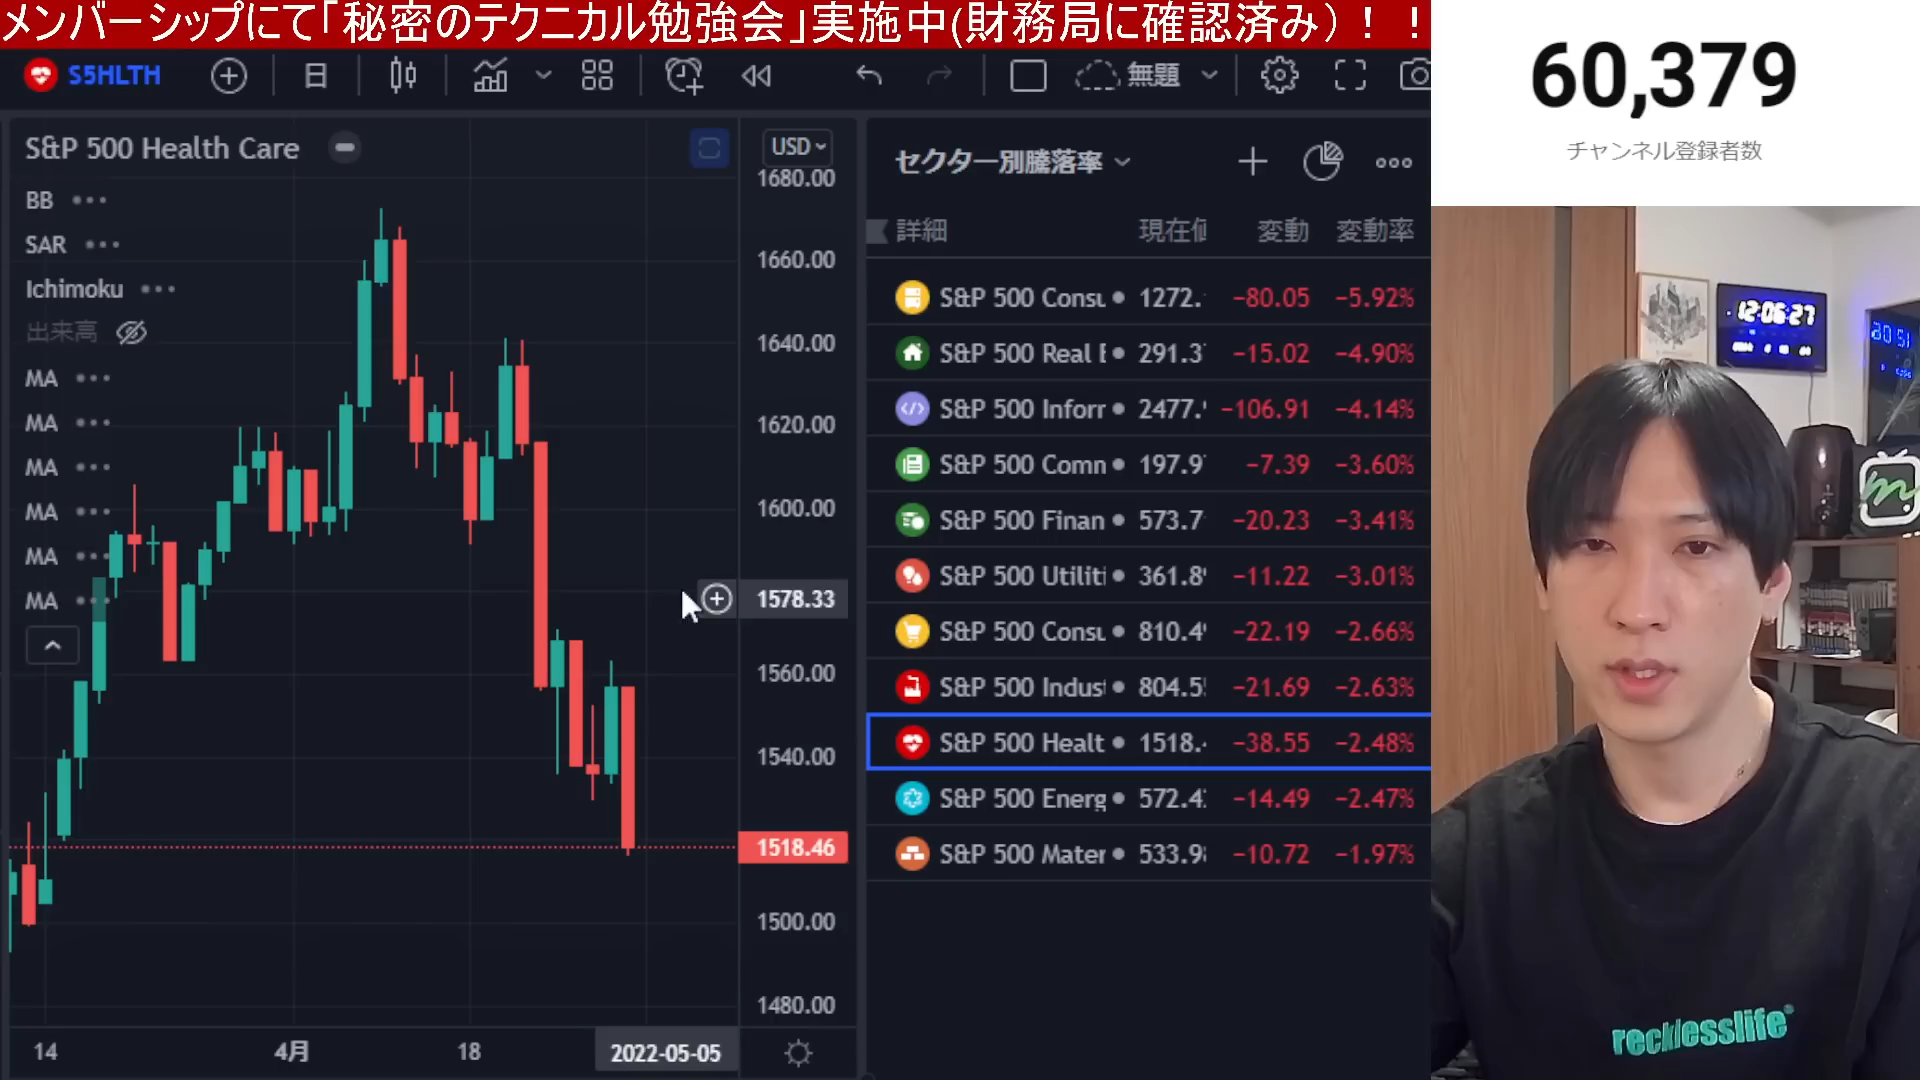 メンバーシップにて「秘密のテクニカル勉強会」実施中(財務局に確認済み)！！
S5HLTH
日
無題
S&P 500 Health Care
BB
SAR
Ichimoku
出来高
MA
MA
MA
MA
MA
MA
USD
1680.00
1660.00
1640.00
1620.00
1600.00
1578.33
1560.00
1540.00
1518.46
1500.00
1480.00
14
4月
18
2022-05-05
セクター別騰落率
詳細 現在値 変動 変動率
S&P 500 Consu 1272. −80.05 −5.92%
S&P 500 Real E 291.3 −15.02 −4.90%
S&P 500 Inforr 2477. −106.91 −4.14%
S&P 500 Comn 197.9 −7.39 −3.60%
S&P 500 Finan 573.7 −20.23 −3.41%
S&P 500 Utiliti 361.8 −11.22 −3.01%
S&P 500 Consu 810.4 −22.19 −2.66%
S&P 500 Indus 804.5 −21.69 −2.63%
S&P 500 Healt 1518. −38.55 −2.48%
S&P 500 Energ 572.4 −14.49 −2.47%
S&P 500 Mater 533.9 −10.72 −1.97%
60,379
チャンネル登録者数
12:06:27
recklesslife